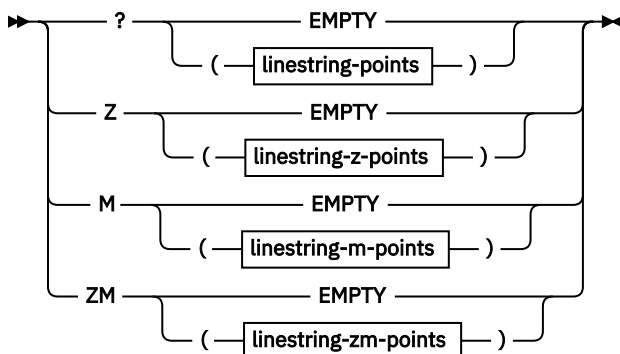 ? EMPTY
( linestring-points )
Z EMPTY
( linestring-z-points )
M EMPTY
( linestring-m-points )
ZM EMPTY
( linestring-zm-points )